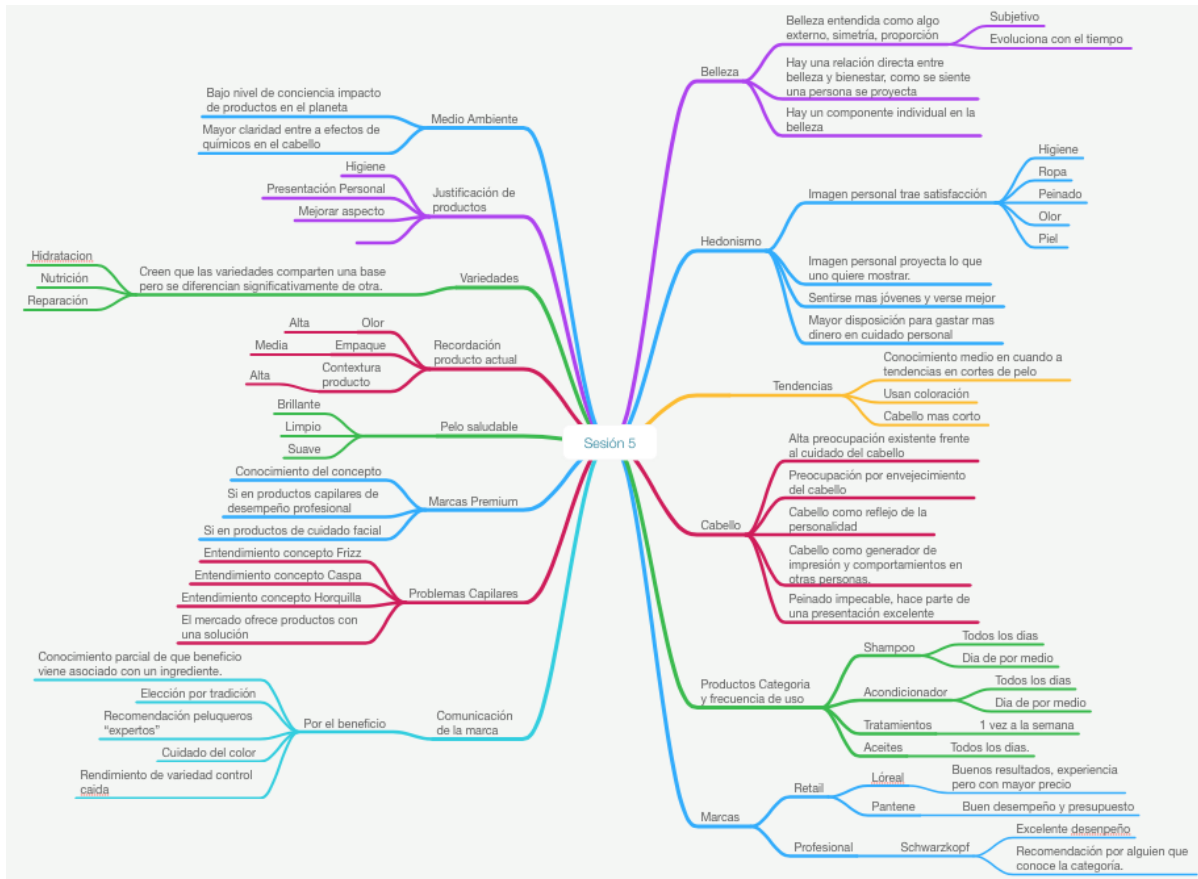 Sesión 5
Belleza
Belleza entendida como algo
externo, simetría, proporción
Subjetivo
Evoluciona con el tiempo
Hay una relación directa entre
belleza y bienestar, como se siente
una persona se proyecta
Hay un componente individual en la
belleza
Hedonismo
Imagen personal trae satisfacción
Higiene
Ropa
Peinado
Olor
Piel
Imagen personal proyecta lo que
uno quiere mostrar.
Sentirse mas jóvenes y verse mejor
Mayor disposición para gastar mas
dinero en cuidado personal
Tendencias
Conocimiento medio en cuando a
tendencias en cortes de pelo
Usan coloración
Cabello mas corto
Cabello
Alta preocupación existente frente
al cuidado del cabello
Preocupación por envejecimiento
del cabello
Cabello como reflejo de la
personalidad
Cabello como generador de
impresión y comportamientos en
otras personas.
Peinado impecable, hace parte de
una presentación excelente
Productos Categoria
y frecuencia de uso
Shampoo
Todos los dias
Dia de por medio
Acondicionador
Todos los dias
Dia de por medio
Tratamientos
1 vez a la semana
Aceites
Todos los dias.
Marcas
Retail
Lóreal
Buenos resultados, experiencia
pero con mayor precio
Pantene
Buen desempeño y presupuesto
Profesional
Schwarzkopf
Excelente desenpeño
Recomendación por alguien que
conoce la categoría.
Medio Ambiente
Bajo nivel de conciencia impacto
de productos en el planeta
Mayor claridad entre a efectos de
químicos en el cabello
Justificación de
productos
Higiene
Presentación Personal
Mejorar aspecto
Variedades
Creen que las variedades comparten una base
pero se diferencian significativamente de otra.
Hidratacion
Nutrición
Reparación
Recordación
producto actual
Olor
Alta
Empaque
Media
Contextura
producto
Alta
Pelo saludable
Brillante
Limpio
Suave
Marcas Premium
Conocimiento del concepto
Si en productos capilares de
desempeño profesional
Si en productos de cuidado facial
Problemas Capilares
Entendimiento concepto Frizz
Entendimiento concepto Caspa
Entendimiento concepto Horquilla
El mercado ofrece productos con
una solución
Comunicación
de la marca
Por el beneficio
Conocimiento parcial de que beneficio
viene asociado con un ingrediente.
Elección por tradición
Recomendación peluqueros
“expertos”
Cuidado del color
Rendimiento de variedad control
caida